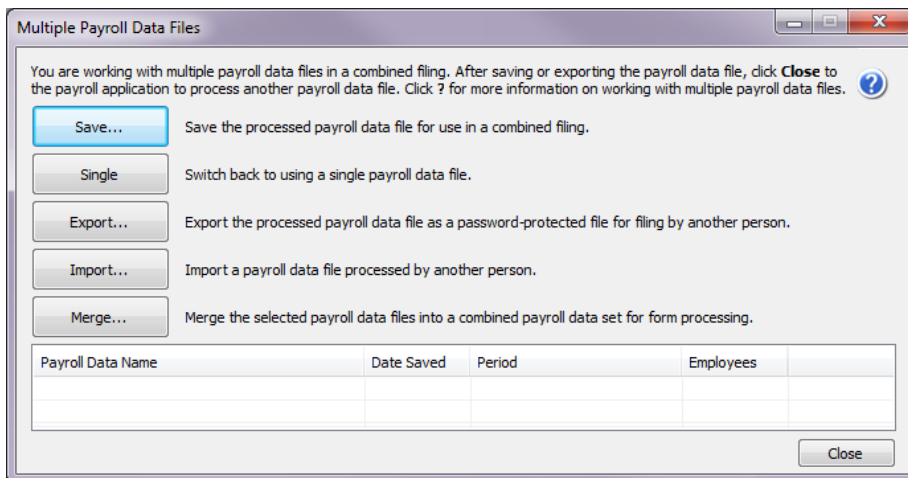 Multiple Payroll Data Files
You are working with multiple payroll data files in a combined filing. After saving or exporting the payroll data file, click Close to
the payroll application to process another payroll data file. Click ? for more information on working with multiple payroll data files.
?
Save... Save the processed payroll data file for use in a combined filing.
Single Switch back to using a single payroll data file.
Export... Export the processed payroll data file as a password-protected file for filing by another person.
Import... Import a payroll data file processed by another person.
Merge... Merge the selected payroll data files into a combined payroll data set for form processing.
Payroll Data Name Date Saved Period Employees
Close